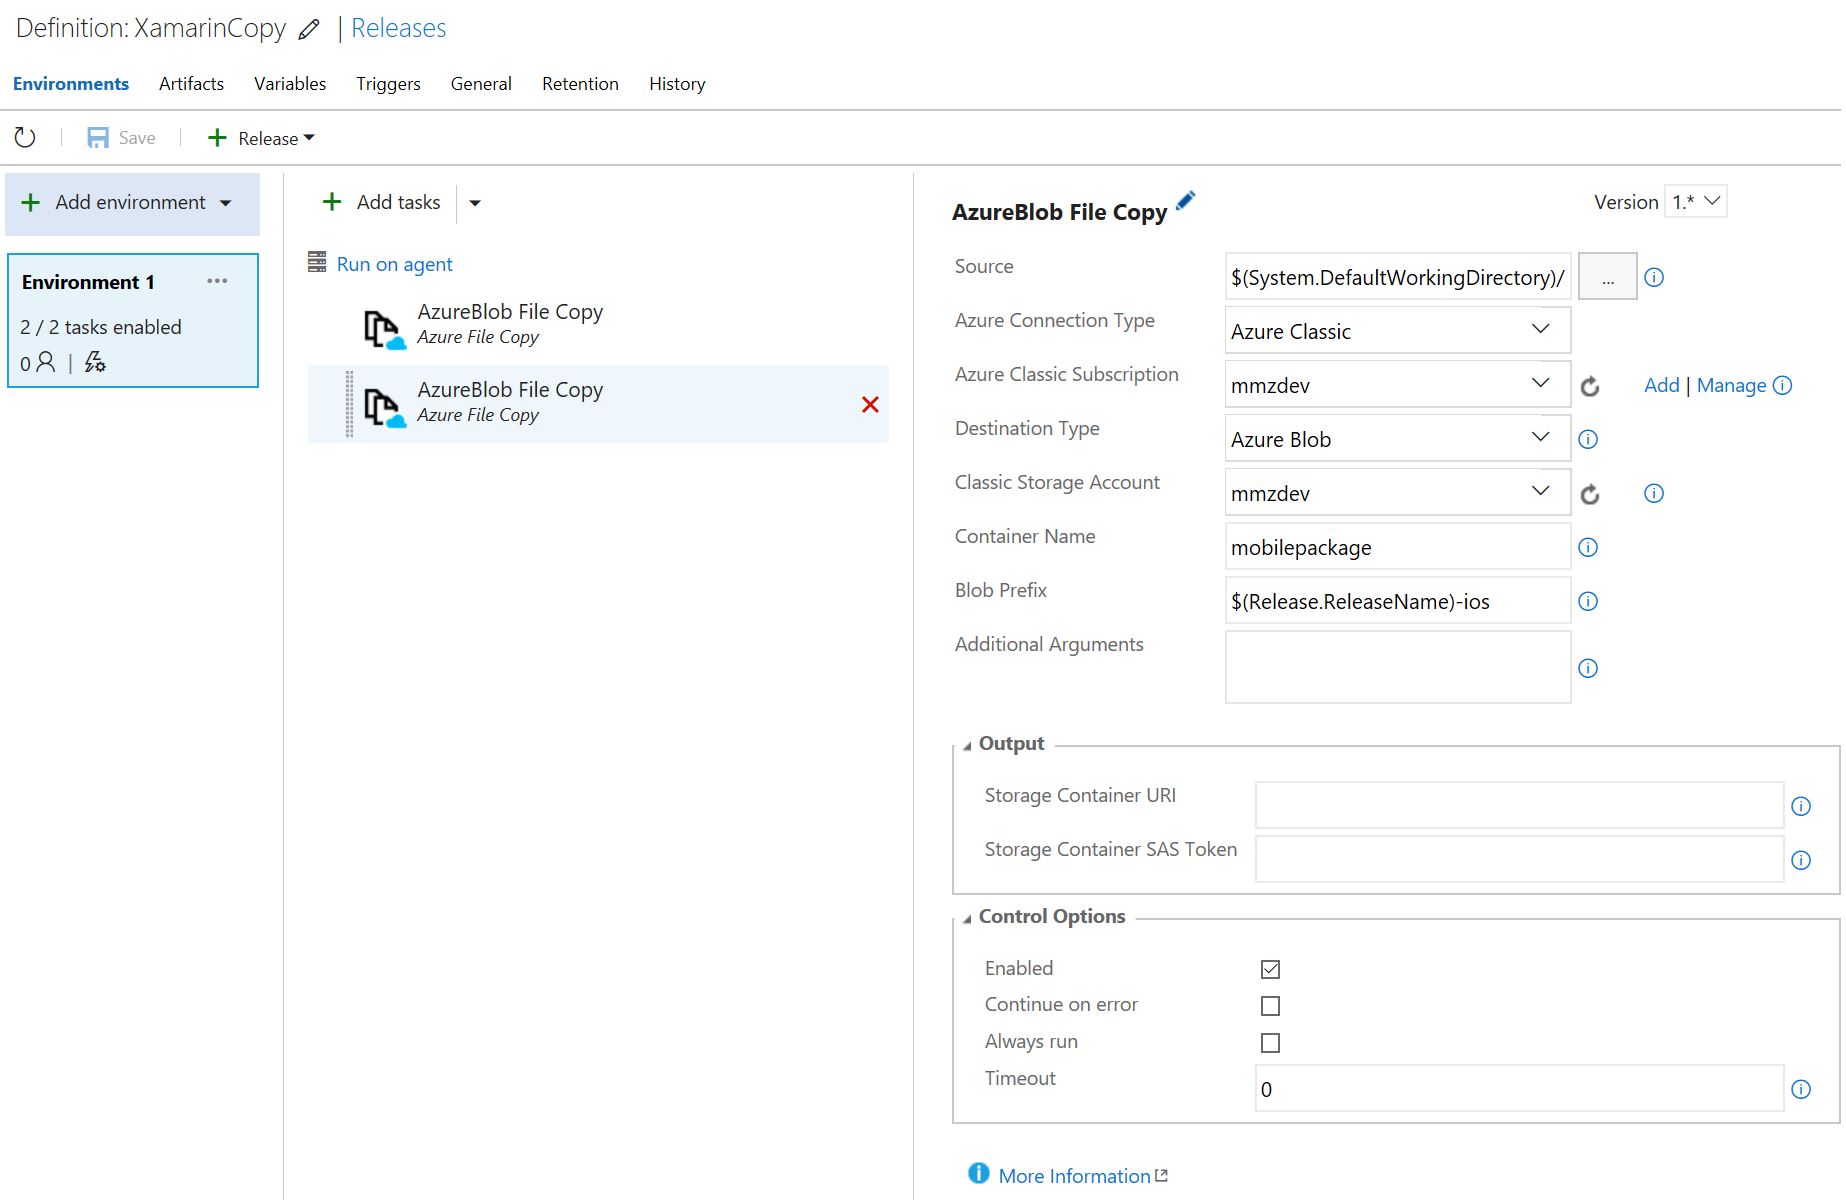 Definition: XamarinCopy | Releases
Environments Artifacts Variables Triggers General Retention History
Save Release
Add environment
Environment 1 ...
2 / 2 tasks enabled
0 |
Add tasks
Run on agent
AzureBlob File Copy
Azure File Copy
AzureBlob File Copy
Azure File Copy
AzureBlob File Copy
Version 1.*
Source $(System.DefaultWorkingDirectory)/ ...
Azure Connection Type Azure Classic
Azure Classic Subscription mmzdev Add | Manage
Destination Type Azure Blob
Classic Storage Account mmzdev
Container Name mobilepackage
Blob Prefix $(Release.ReleaseName)-ios
Additional Arguments
Output
Storage Container URI
Storage Container SAS Token
Control Options
Enabled
Continue on error
Always run
Timeout 0
More Information